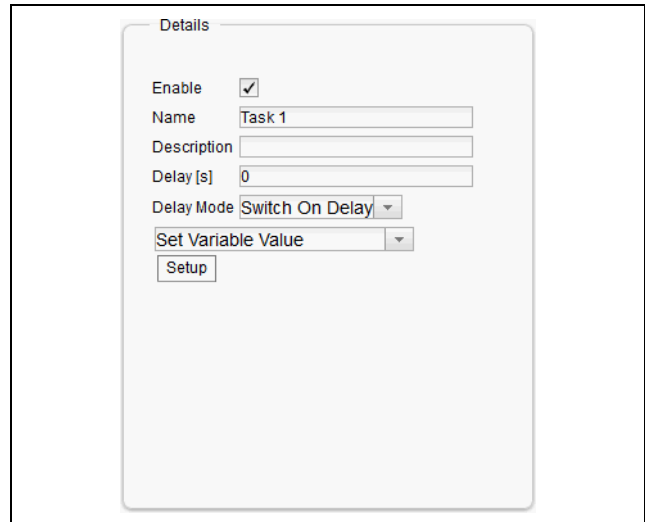 Details
Enable
Name Task 1
Description
Delay [s] 0
Delay Mode Switch On Delay
Set Variable Value
Setup